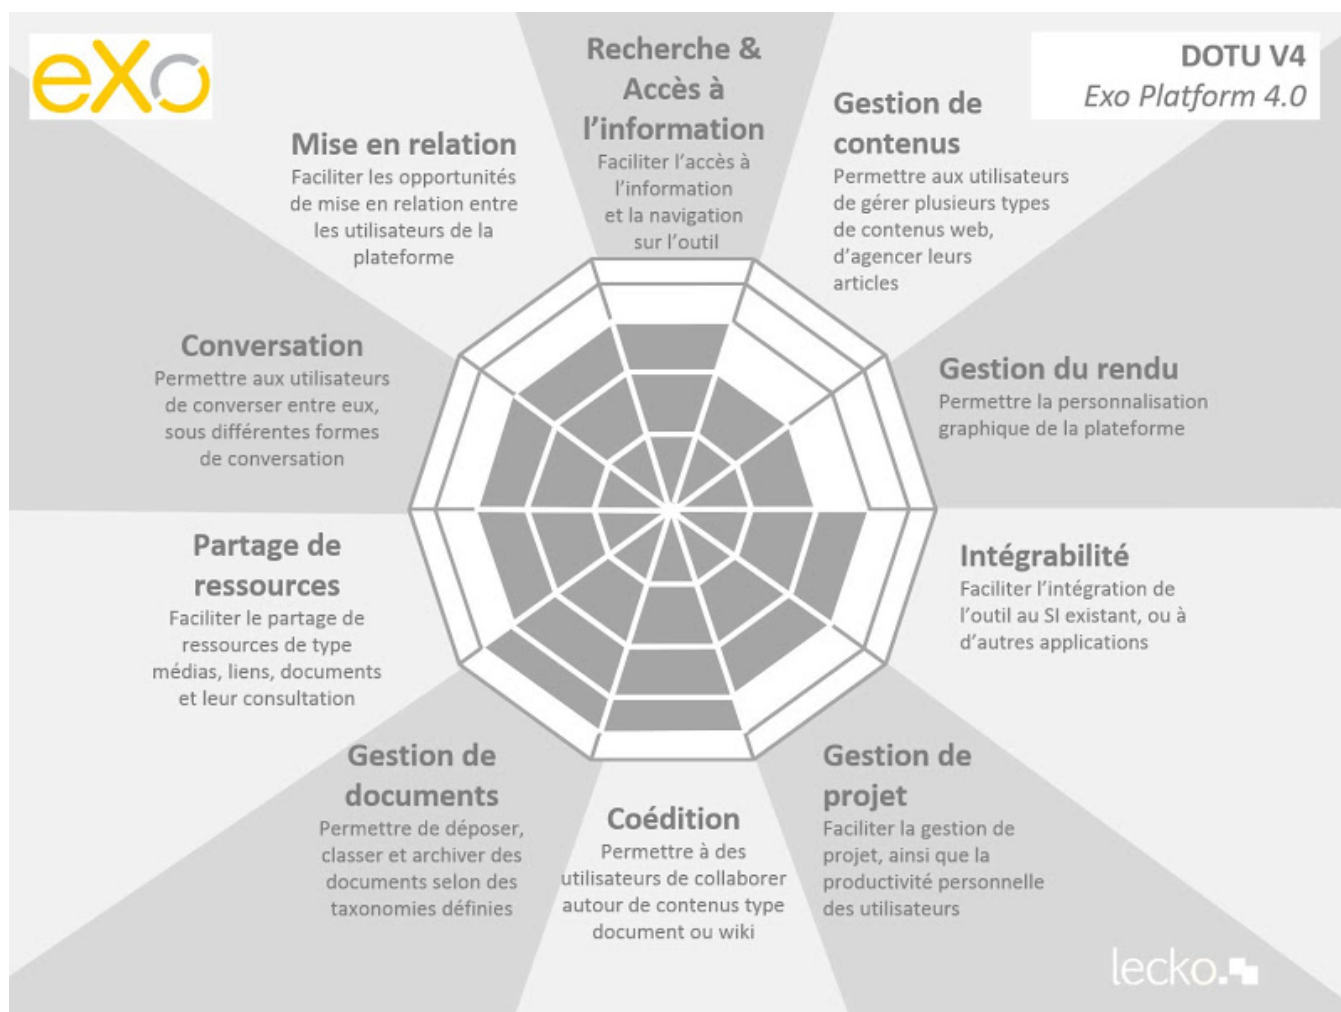 eXo
DOTU V4
Exo Platform 4.0
Recherche &
Accès à
l'information
Faciliter l'accès à
l'information
et la navigation
sur l'outil
Gestion de
contenus
Permettre aux utilisateurs
de gérer plusieurs types
de contenus web,
d'agencer leurs
articles
Gestion du rendu
Permettre la personnalisation
graphique de la plateforme
Intégrabilité
Faciliter l'intégration de
l'outil au SI existant, ou à
d'autres applications
Gestion de
projet
Faciliter la gestion de
projet, ainsi que la
productivité personnelle
des utilisateurs
Coédition
Permettre à des
utilisateurs de collaborer
autour de contenus type
document ou wiki
Gestion de
documents
Permettre de déposer,
classer et archiver des
documents selon des
taxonomies définies
Partage de
ressources
Faciliter le partage de
ressources de type
médias, liens, documents
et leur consultation
Conversation
Permettre aux utilisateurs
de converser entre eux,
sous différentes formes
de conversation
Mise en relation
Faciliter les opportunités
de mise en relation entre
les utilisateurs de la
plateforme
lecko.